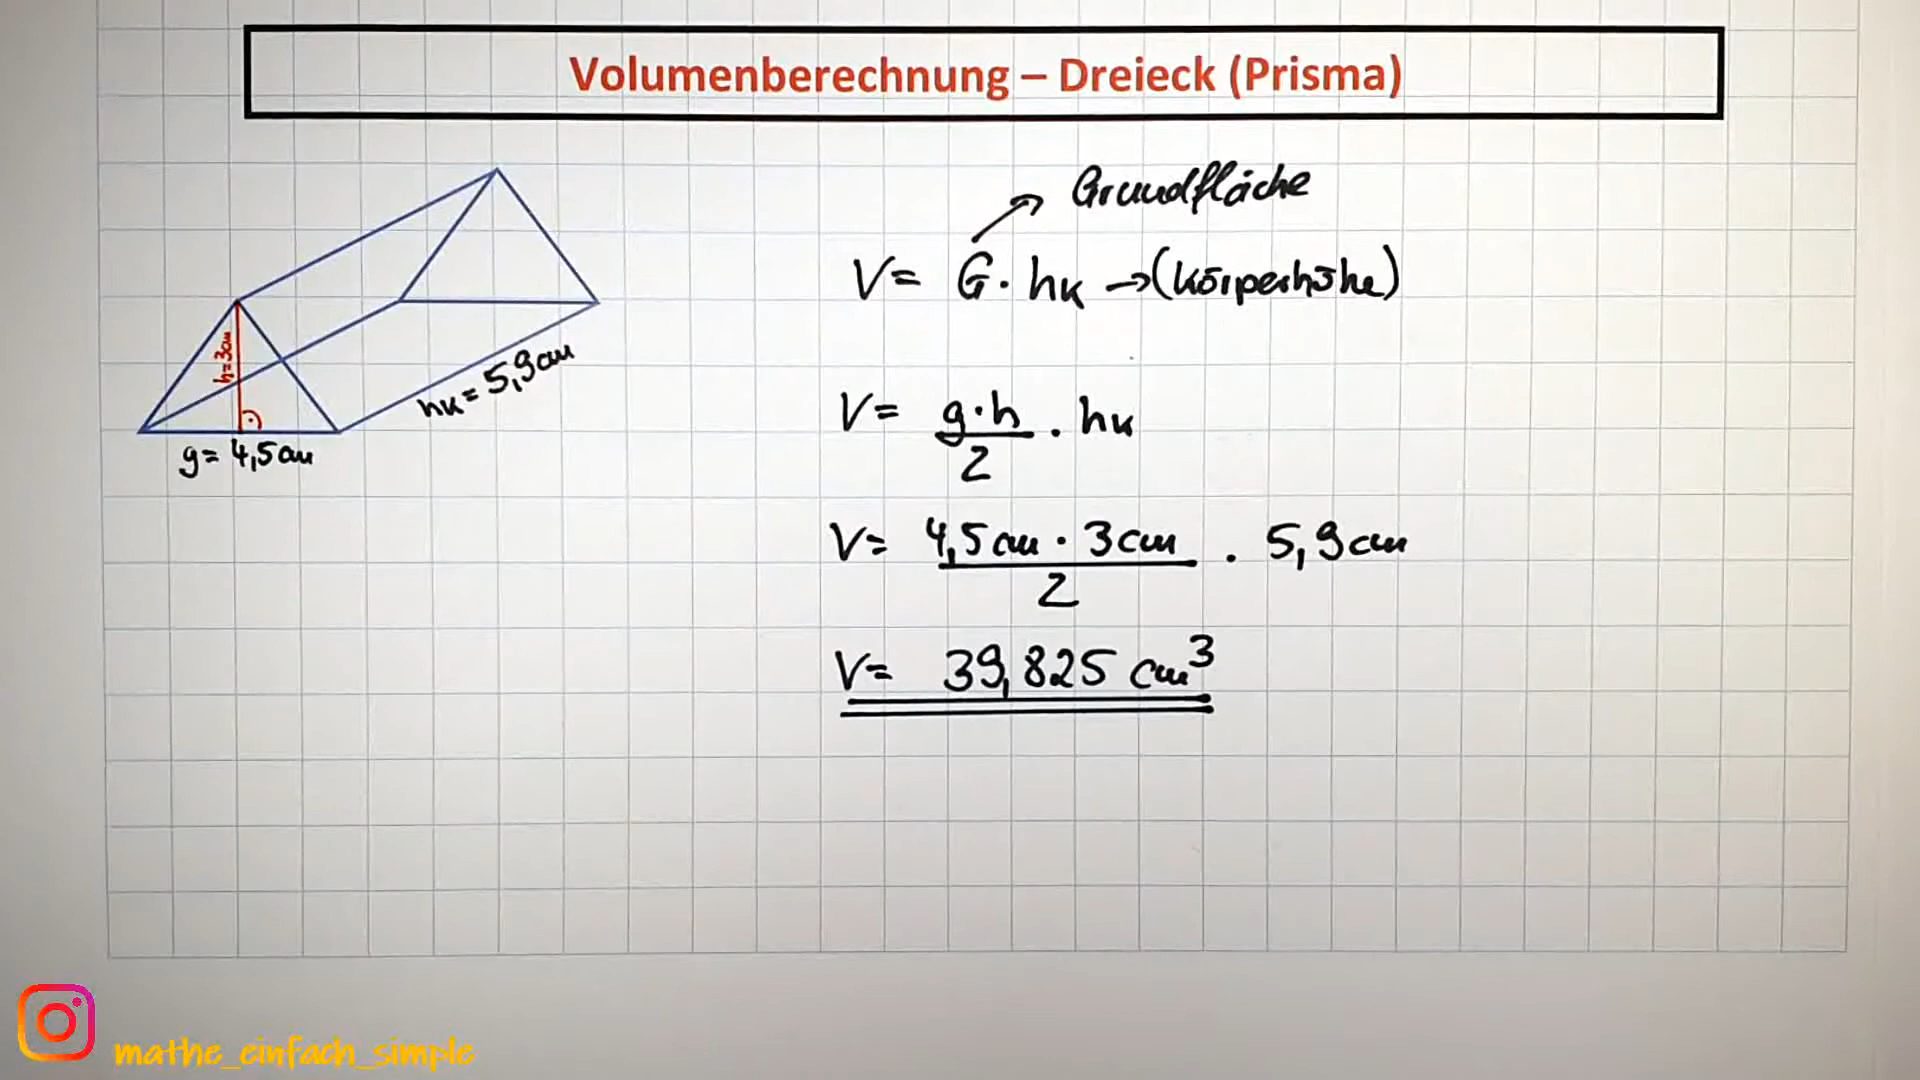 Volumenberechnung – Dreieck (Prisma)
Grundfläche
V = G · hK → (Körperhöhe)
h=3cm
hK = 5,9cm
g = 4,5cm
V = g·h / 2 · hK
V = 4,5cm · 3cm / 2 · 5,9cm
V = 39,825 cm³
mathe_einfach_simple